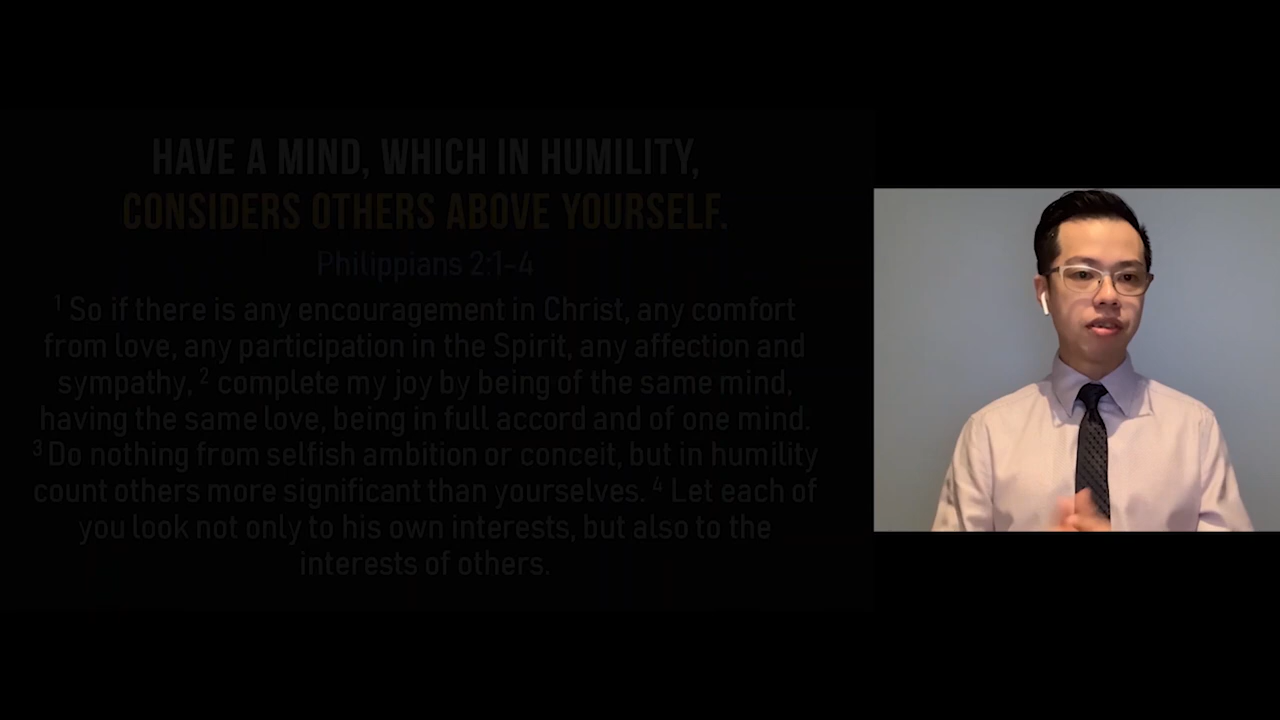 HAVE A MIND, WHICH IN HUMILITY,
CONSIDERS OTHERS ABOVE YOURSELF.
Philippians 2:1-4
1 So if there is any encouragement in Christ, any comfort
from love, any participation in the Spirit, any affection and
sympathy, 2 complete my joy by being of the same mind,
having the same love, being in full accord and of one mind.
3 Do nothing from selfish ambition or conceit, but in humility
count others more significant than yourselves. 4 Let each of
you look not only to his own interests, but also to the
interests of others.